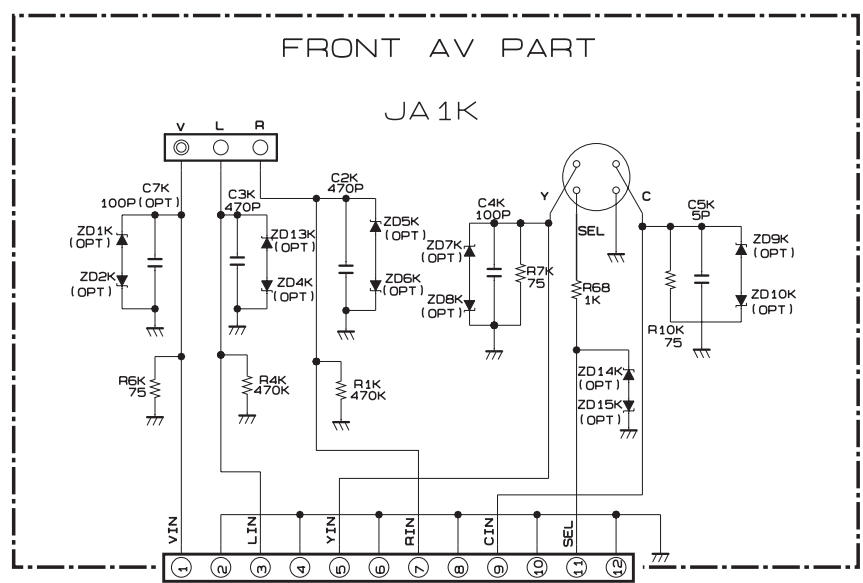 FRONT AV PART
JA1K
V L R
C7K
100P(OPT)
C3K
470P
C2K
470P
ZD1K
(OPT)
ZD2K
(OPT)
ZD13K
(OPT)
ZD4K
(OPT)
ZD5K
(OPT)
ZD6K
(OPT)
C4K
100P
Y
C
SEL
C5K
5P
ZD7K
(OPT)
ZD8K
(OPT)
R7K
75
R68
1K
ZD9K
(OPT)
ZD10K
(OPT)
R10K
75
R6K
75
R4K
470K
R1K
470K
ZD14K
(OPT)
ZD15K
(OPT)
VIN
LIN
YIN
RIN
CIN
SEL
1 2 3 4 5 6 7 8 9 10 11 12